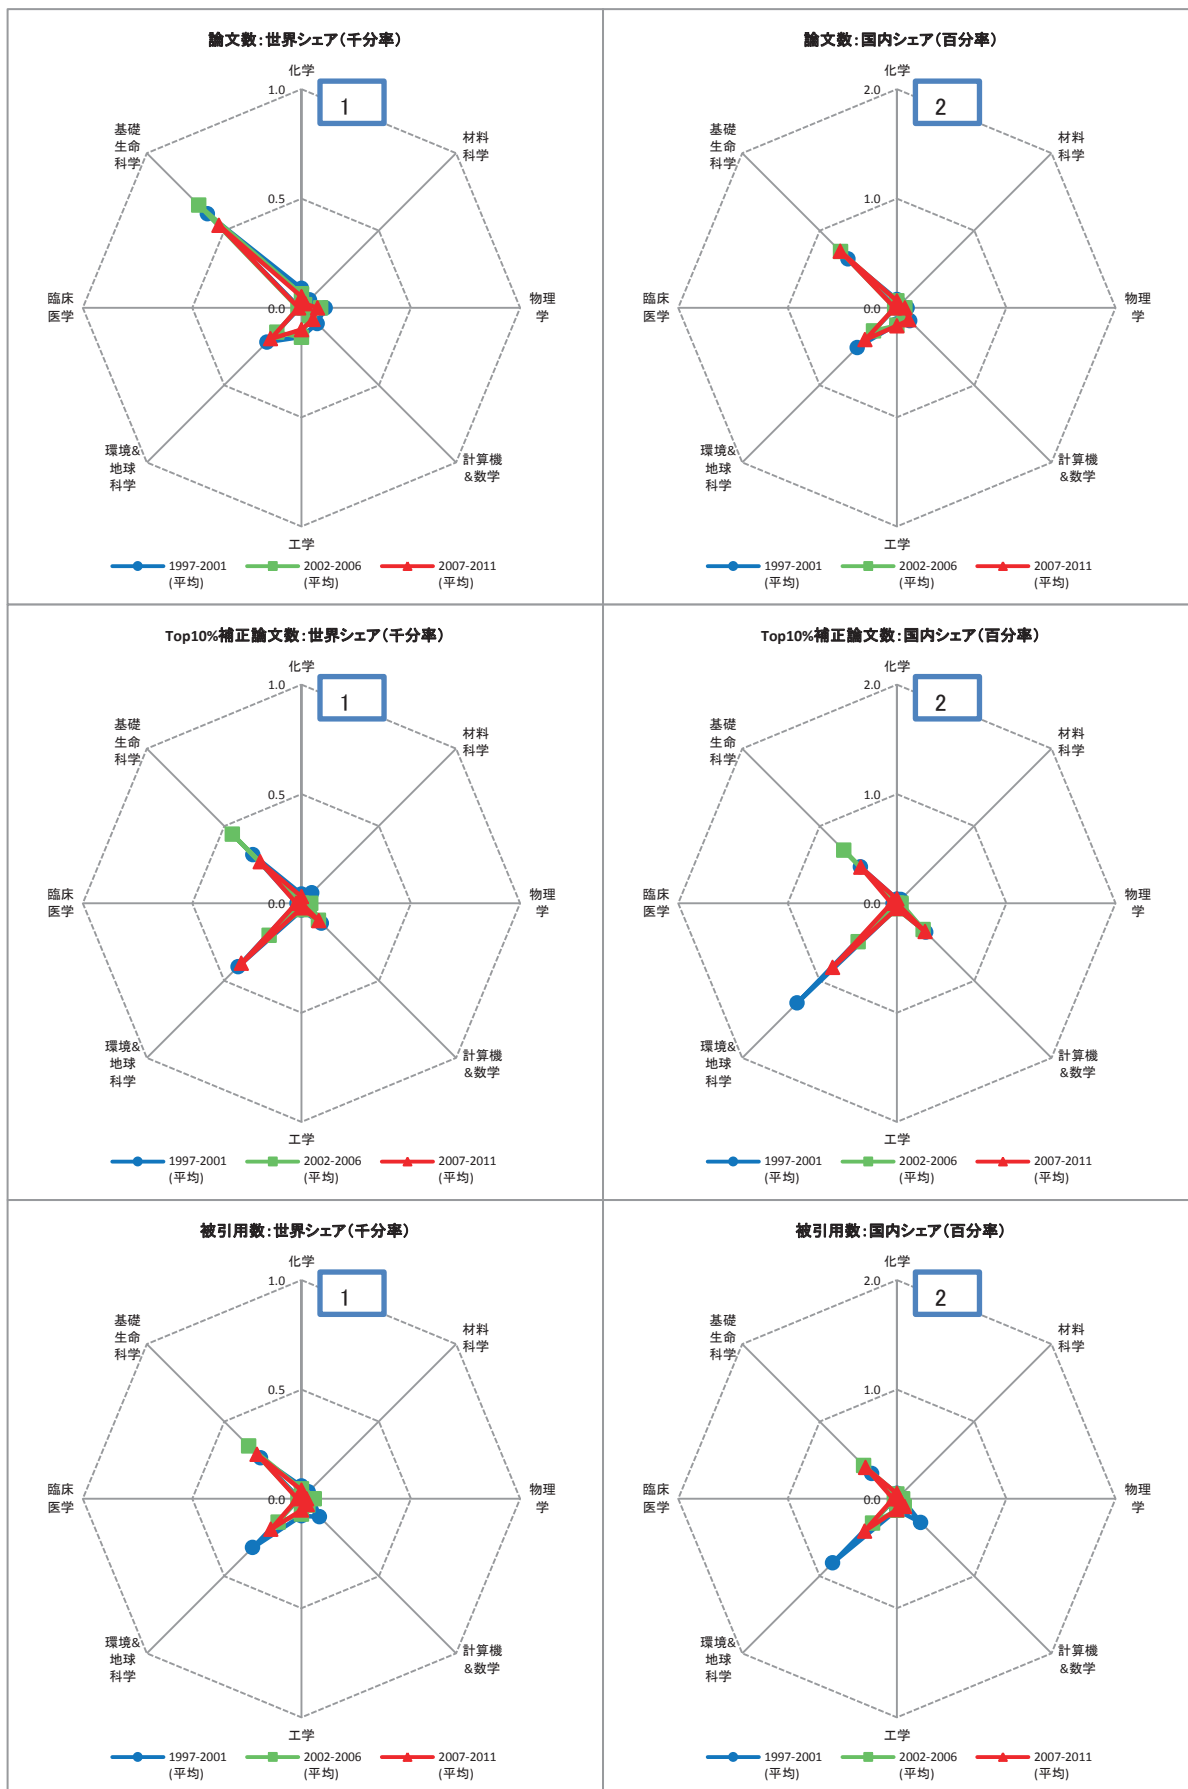 論文数：世界シェア（千分率）
化学
1.0
1
基礎
生命
科学
材料
科学
0.5
臨床
医学
0.0
物理
学
環境&
地球
科学
計算機
&数学
工学
1997-2001
(平均)
2002-2006
(平均)
2007-2011
(平均)
論文数：国内シェア（百分率）
化学
2.0
2
基礎
生命
科学
材料
科学
1.0
臨床
医学
0.0
物理
学
環境&
地球
科学
計算機
&数学
工学
1997-2001
(平均)
2002-2006
(平均)
2007-2011
(平均)
Top10%補正論文数：世界シェア（千分率）
化学
1.0
1
基礎
生命
科学
材料
科学
0.5
臨床
医学
0.0
物理
学
環境&
地球
科学
計算機
&数学
工学
1997-2001
(平均)
2002-2006
(平均)
2007-2011
(平均)
Top10%補正論文数：国内シェア（百分率）
化学
2.0
2
基礎
生命
科学
材料
科学
1.0
臨床
医学
0.0
物理
学
環境&
地球
科学
計算機
&数学
工学
1997-2001
(平均)
2002-2006
(平均)
2007-2011
(平均)
被引用数：世界シェア（千分率）
化学
1.0
1
基礎
生命
科学
材料
科学
0.5
臨床
医学
0.0
物理
学
環境&
地球
科学
計算機
&数学
工学
1997-2001
(平均)
2002-2006
(平均)
2007-2011
(平均)
被引用数：国内シェア（百分率）
化学
2.0
2
基礎
生命
科学
材料
科学
1.0
臨床
医学
0.0
物理
学
環境&
地球
科学
計算機
&数学
工学
1997-2001
(平均)
2002-2006
(平均)
2007-2011
(平均)